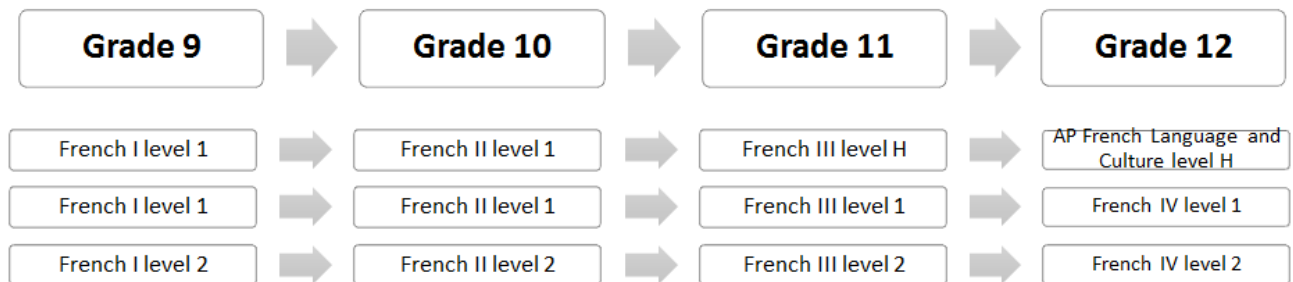 Grade 9
Grade 10
Grade 11
Grade 12
French I level 1
French II level 1
French III level H
AP French Language and
Culture level H
French I level 1
French II level 1
French III level 1
French IV level 1
French I level 2
French II level 2
French III level 2
French IV level 2